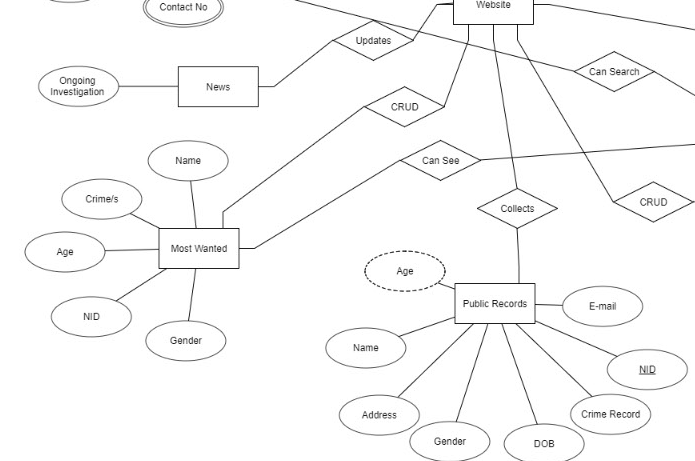 Contact No
Website
Updates
Can Search
Ongoing
Investigation
News
CRUD
Name
Can See
Crime/s
Collects
CRUD
Most Wanted
Age
Age
NID
Public Records
E-mail
Gender
Name
NID
Address
Crime Record
Gender
DOB